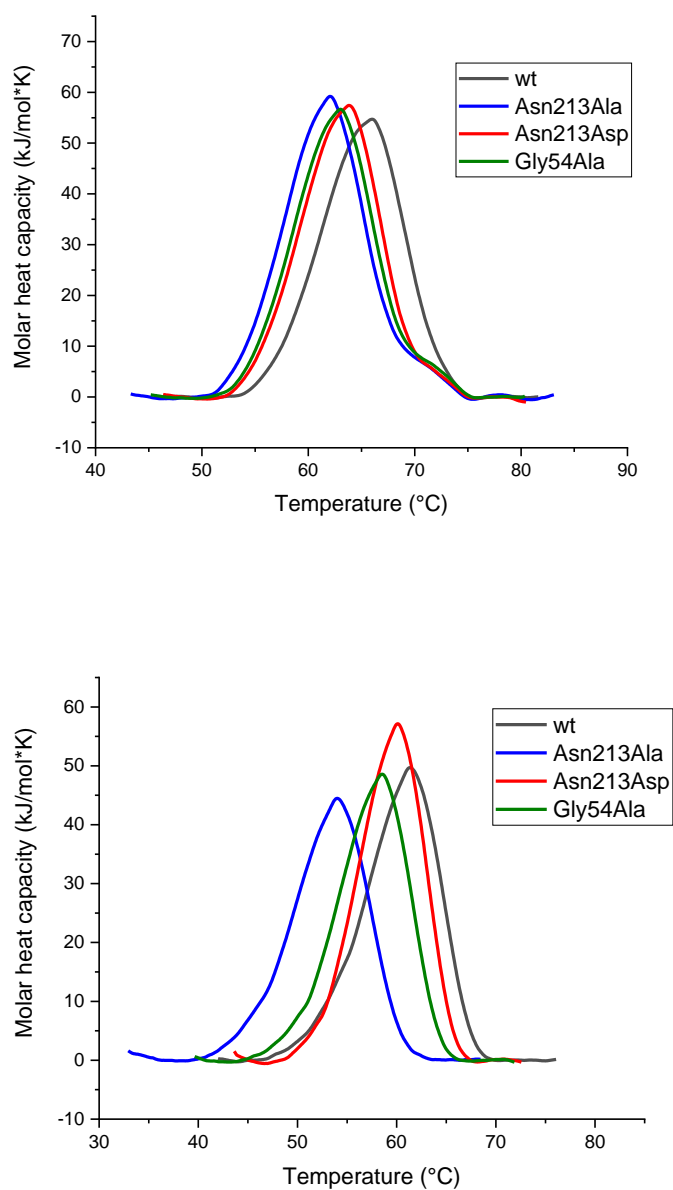 70
60
50
40
30
20
10
0
-10
Molar heat capacity (kJ/mol*K)
wt
Asn213Ala
Asn213Asp
Gly54Ala
40 50 60 70 80 90
Temperature (°C)
60
50
40
30
20
10
0
-10
Molar heat capacity (kJ/mol*K)
wt
Asn213Ala
Asn213Asp
Gly54Ala
30 40 50 60 70 80
Temperature (°C)